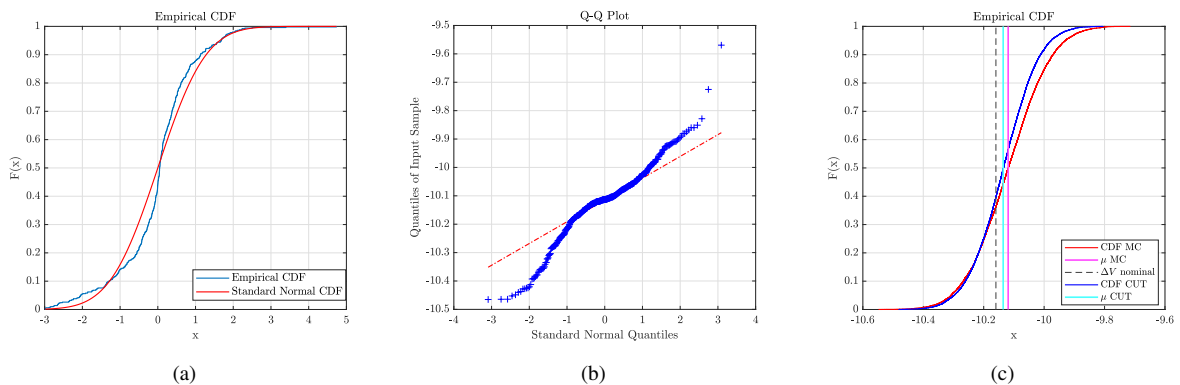 Empirical CDF
1
0.9
0.8
0.7
0.6
0.5
0.4
0.3
0.2
0.1
0
F(x)
-3 -2 -1 0 1 2 3 4 5
x
Empirical CDF
Standard Normal CDF
(a)
Q-Q Plot
-9.5
-9.6
-9.7
-9.8
-9.9
-10
-10.1
-10.2
-10.3
-10.4
-10.5
Quantiles of Input Sample
-4 -3 -2 -1 0 1 2 3 4
Standard Normal Quantiles
(b)
Empirical CDF
1
0.9
0.8
0.7
0.6
0.5
0.4
0.3
0.2
0.1
0
F(x)
-10.6 -10.4 -10.2 -10 -9.8 -9.6
x
CDF MC
μ MC
ΔV nominal
CDF CUT
μ CUT
(c)